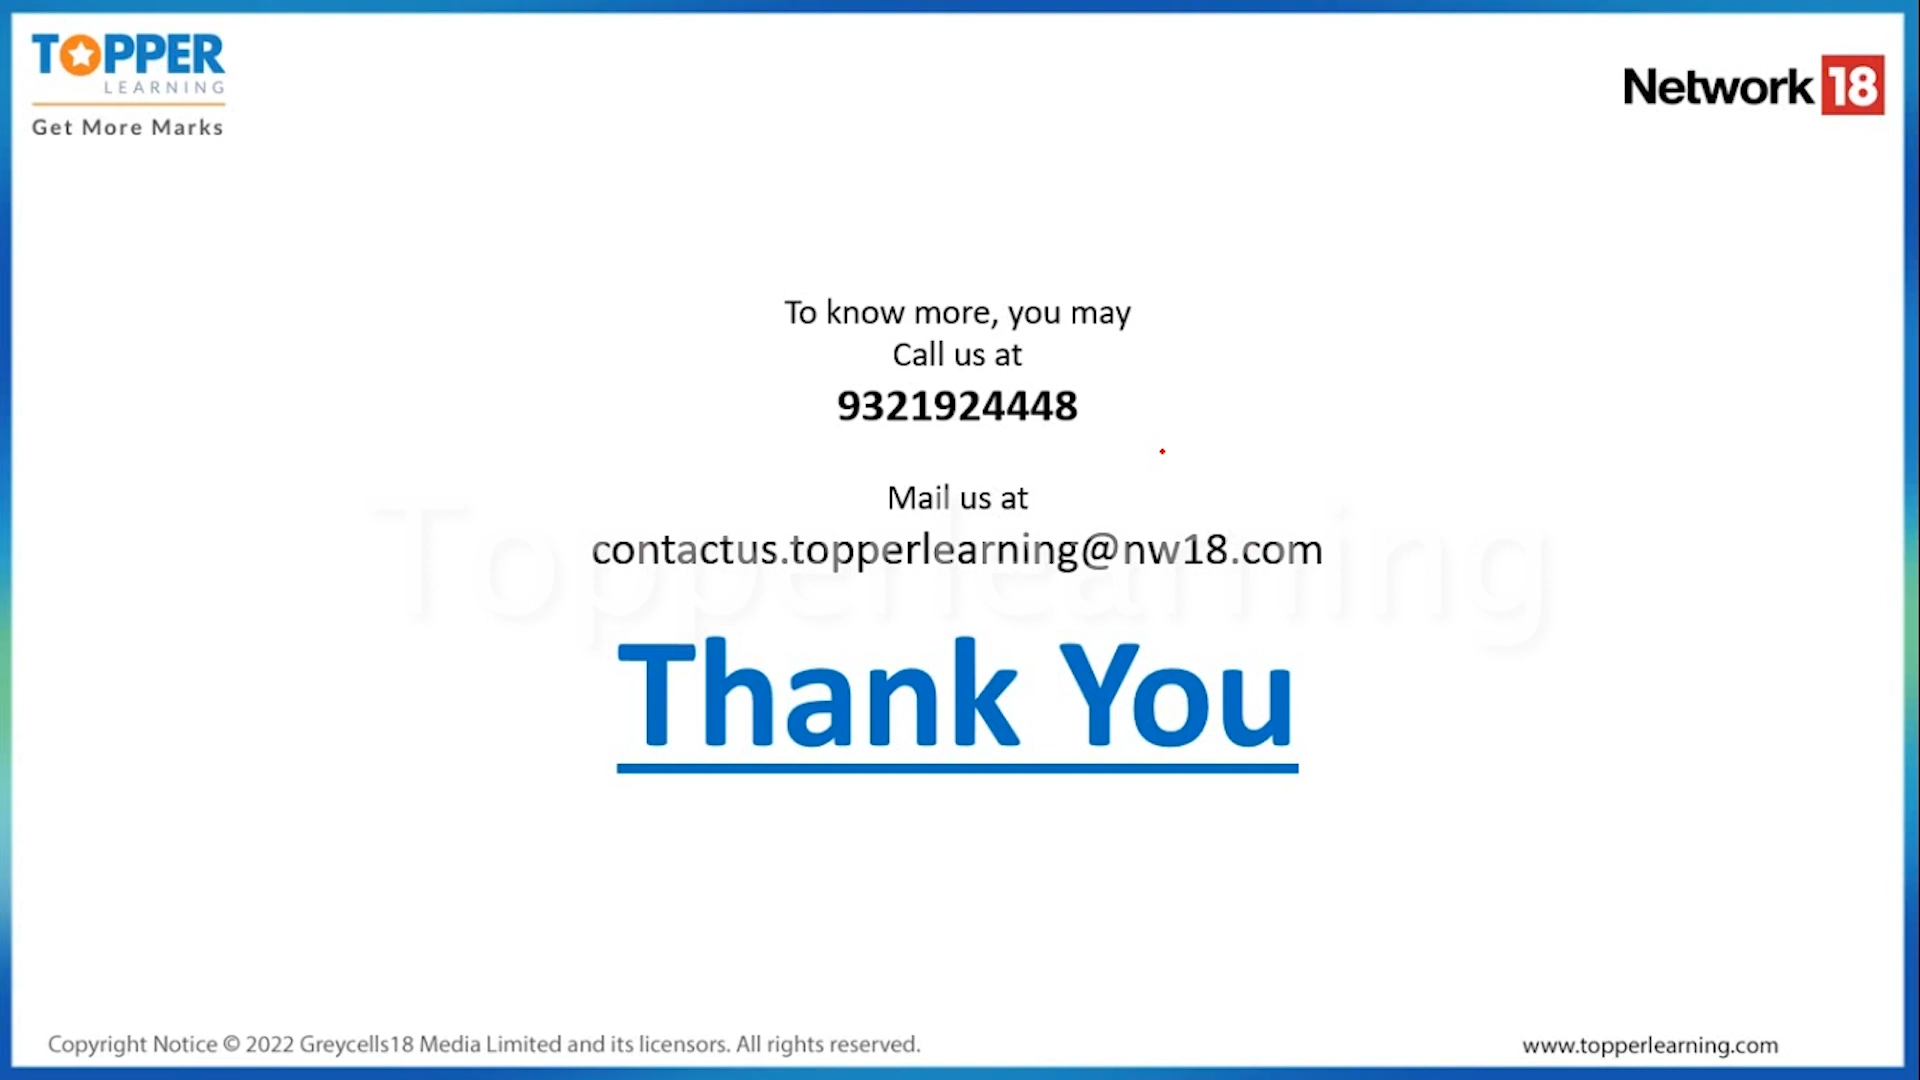 TOPPER
LEARNING
Get More Marks
Network 18
To know more, you may
Call us at
9321924448
Mail us at
contactus.topperlearning@nw18.com
Topperlearning
Thank You
Copyright Notice © 2022 Greycells18 Media Limited and its licensors. All rights reserved.
www.topperlearning.com